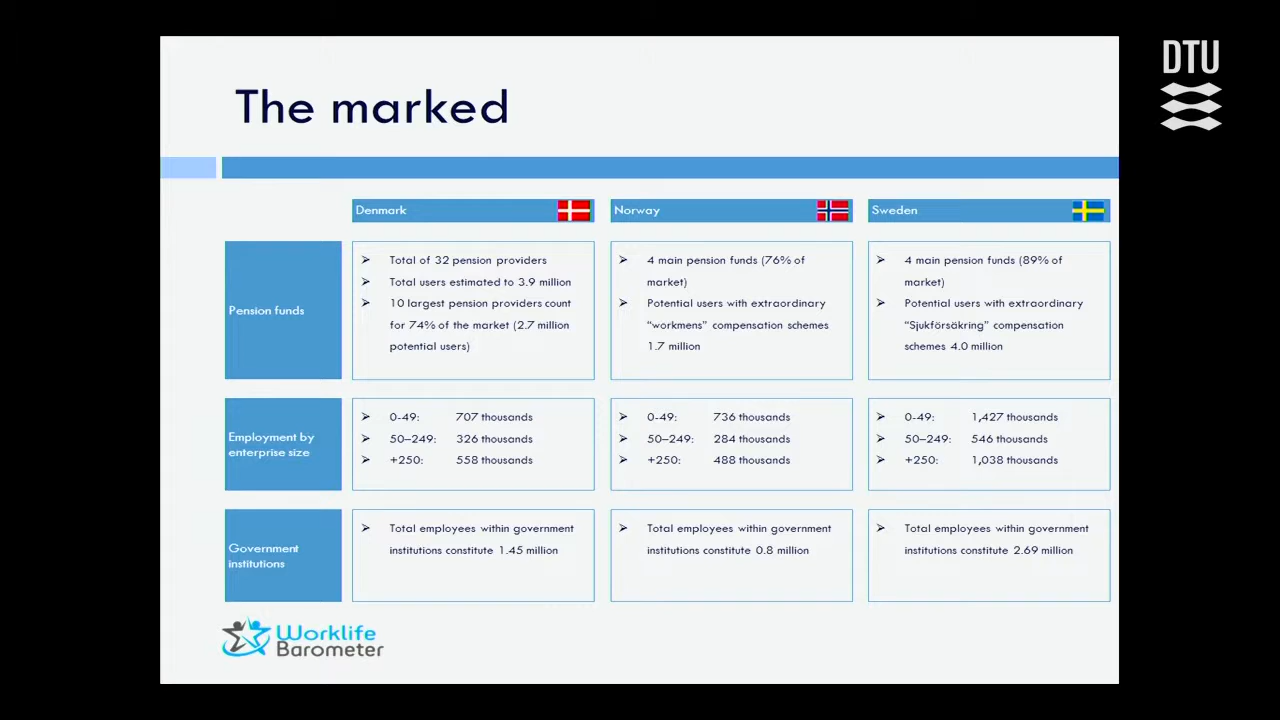 DTU
The marked
Denmark
Norway
Sweden
Pension funds
➢ Total of 32 pension providers
➢ Total users estimated to 3.9 million
➢ 10 largest pension providers count
for 74% of the market (2.7 million
potential users)
➢ 4 main pension funds (76% of
market)
➢ Potential users with extraordinary
“workmens” compensation schemes
1.7 million
➢ 4 main pension funds (89% of
market)
➢ Potential users with extraordinary
“Sjukförsäkring” compensation
schemes 4.0 million
Employment by
enterprise size
➢ 0-49: 707 thousands
➢ 50–249: 326 thousands
➢ +250: 558 thousands
➢ 0-49: 736 thousands
➢ 50–249: 284 thousands
➢ +250: 488 thousands
➢ 0-49: 1,427 thousands
➢ 50–249: 546 thousands
➢ +250: 1,038 thousands
Government
institutions
➢ Total employees within government
institutions constitute 1.45 million
➢ Total employees within government
institutions constitute 0.8 million
➢ Total employees within government
institutions constitute 2.69 million
Worklife
Barometer